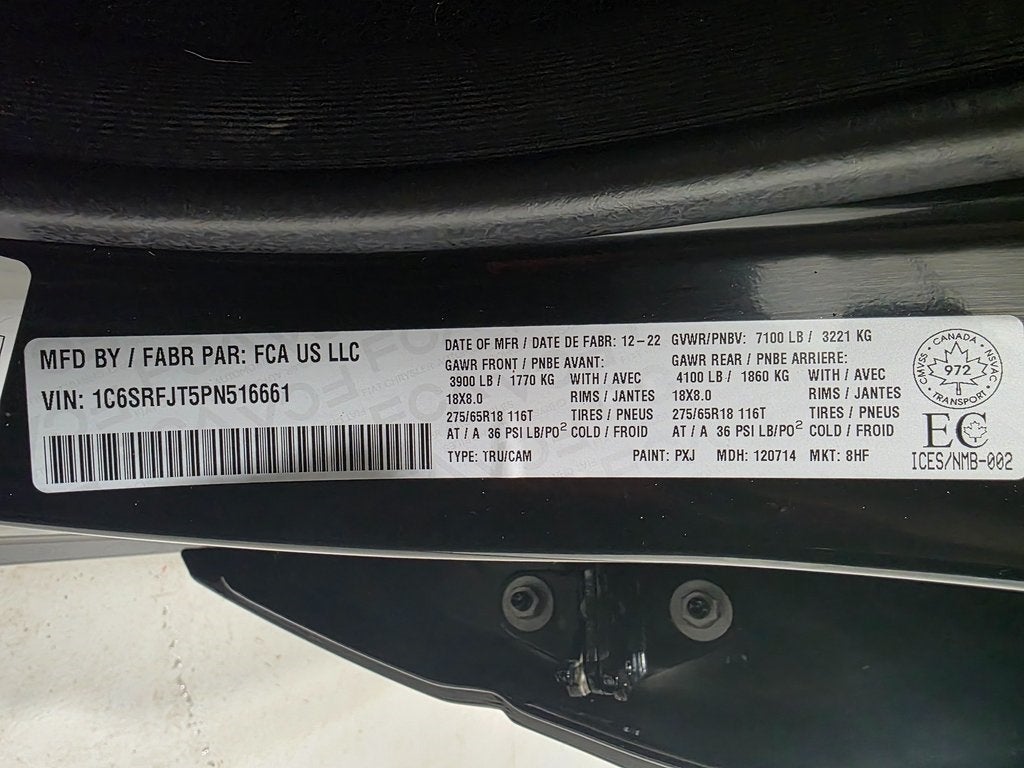 MFD BY / FABR PAR: FCA US LLC
VIN: 1C6SRFJT5PN516661
DATE OF MFR / DATE DE FABR: 12-22 GVWR/PNBV: 7100 LB / 3221 KG
GAWR FRONT / PNBE AVANT: GAWR REAR / PNBE ARRIERE:
3900 LB / 1770 KG WITH / AVEC 4100 LB / 1860 KG WITH / AVEC
18X8.0 RIMS / JANTES 18X8.0 RIMS / JANTES
275/65R18 116T TIRES / PNEUS 275/65R18 116T TIRES / PNEUS
AT / A 36 PSI LB/PO² COLD / FROID AT / A 36 PSI LB/PO² COLD / FROID
TYPE: TRU/CAM PAINT: PXJ MDH: 120714 MKT: 8HF
CANADA
CMVSS 972 NSVAC
TRANSPORT
EC
ICES/NMB-002